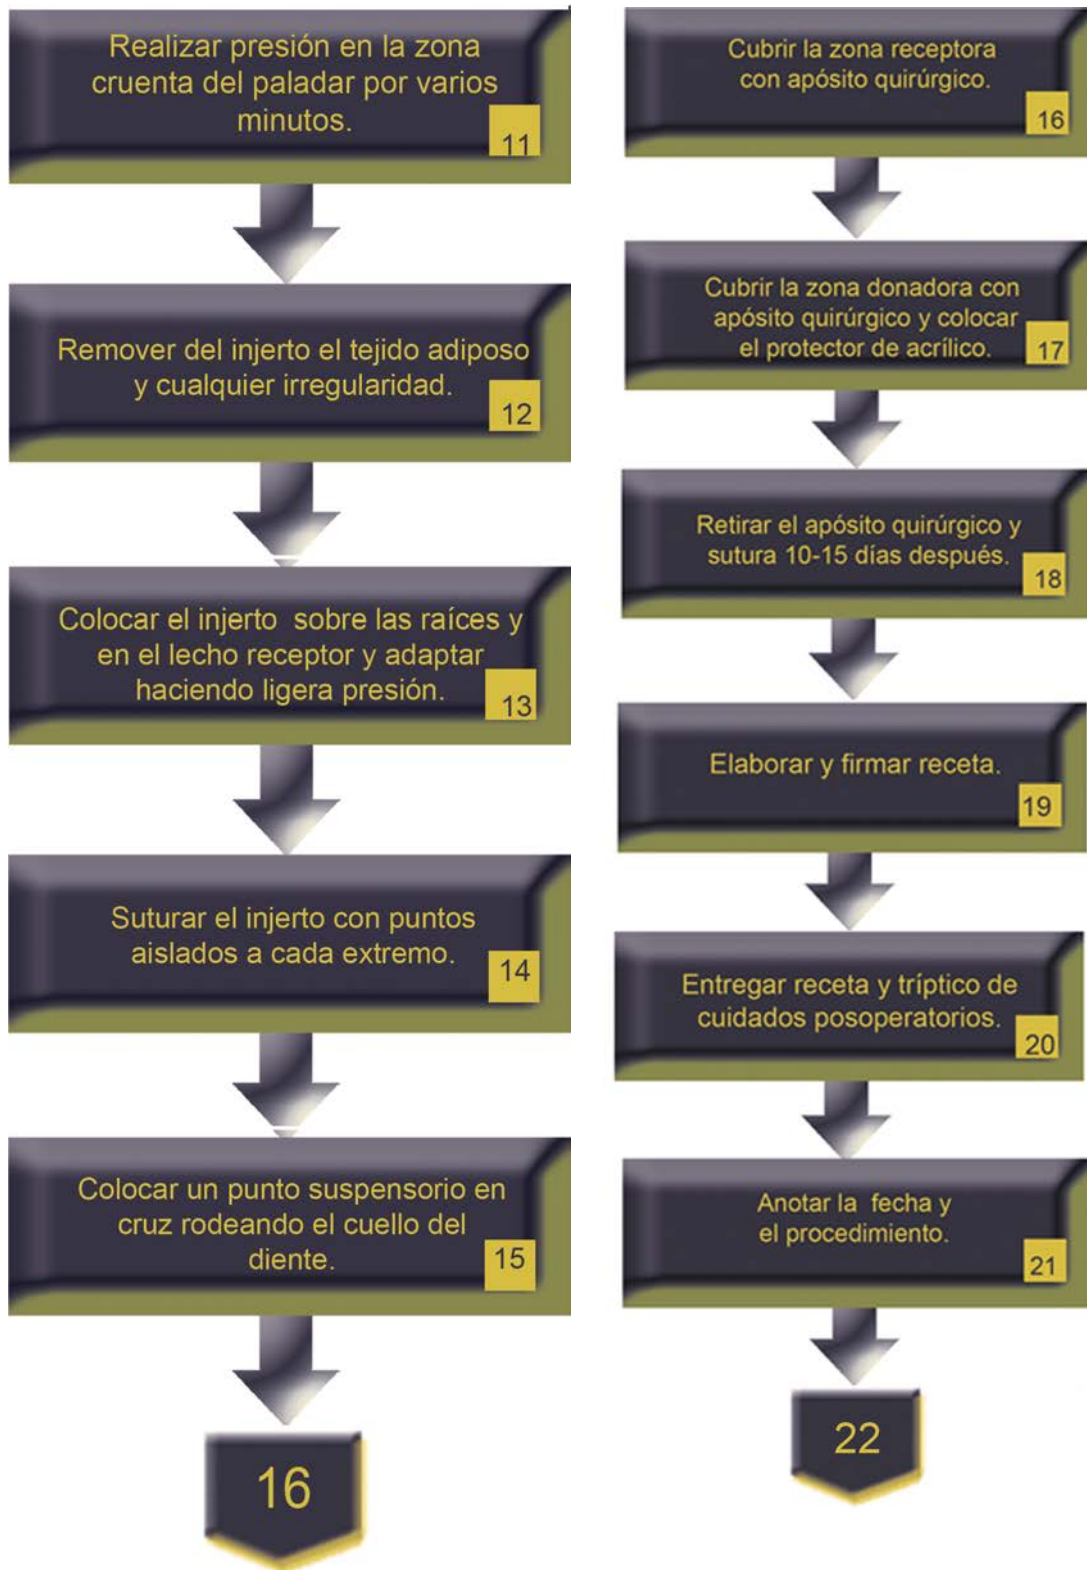 Realizar presión en la zona
cruenta del paladar por varios
minutos.
11
Remover del injerto el tejido adiposo
y cualquier irregularidad.
12
Colocar el injerto sobre las raíces y
en el lecho receptor y adaptar
haciendo ligera presión.
13
Suturar el injerto con puntos
aislados a cada extremo.
14
Colocar un punto suspensorio en
cruz rodeando el cuello del
diente.
15
16
Cubrir la zona receptora
con apósito quirúrgico.
16
Cubrir la zona donadora con
apósito quirúrgico y colocar
el protector de acrílico.
17
Retirar el apósito quirúrgico y
sutura 10-15 días después.
18
Elaborar y firmar receta.
19
Entregar receta y tríptico de
cuidados posoperatorios.
20
Anotar la fecha y
el procedimiento.
21
22